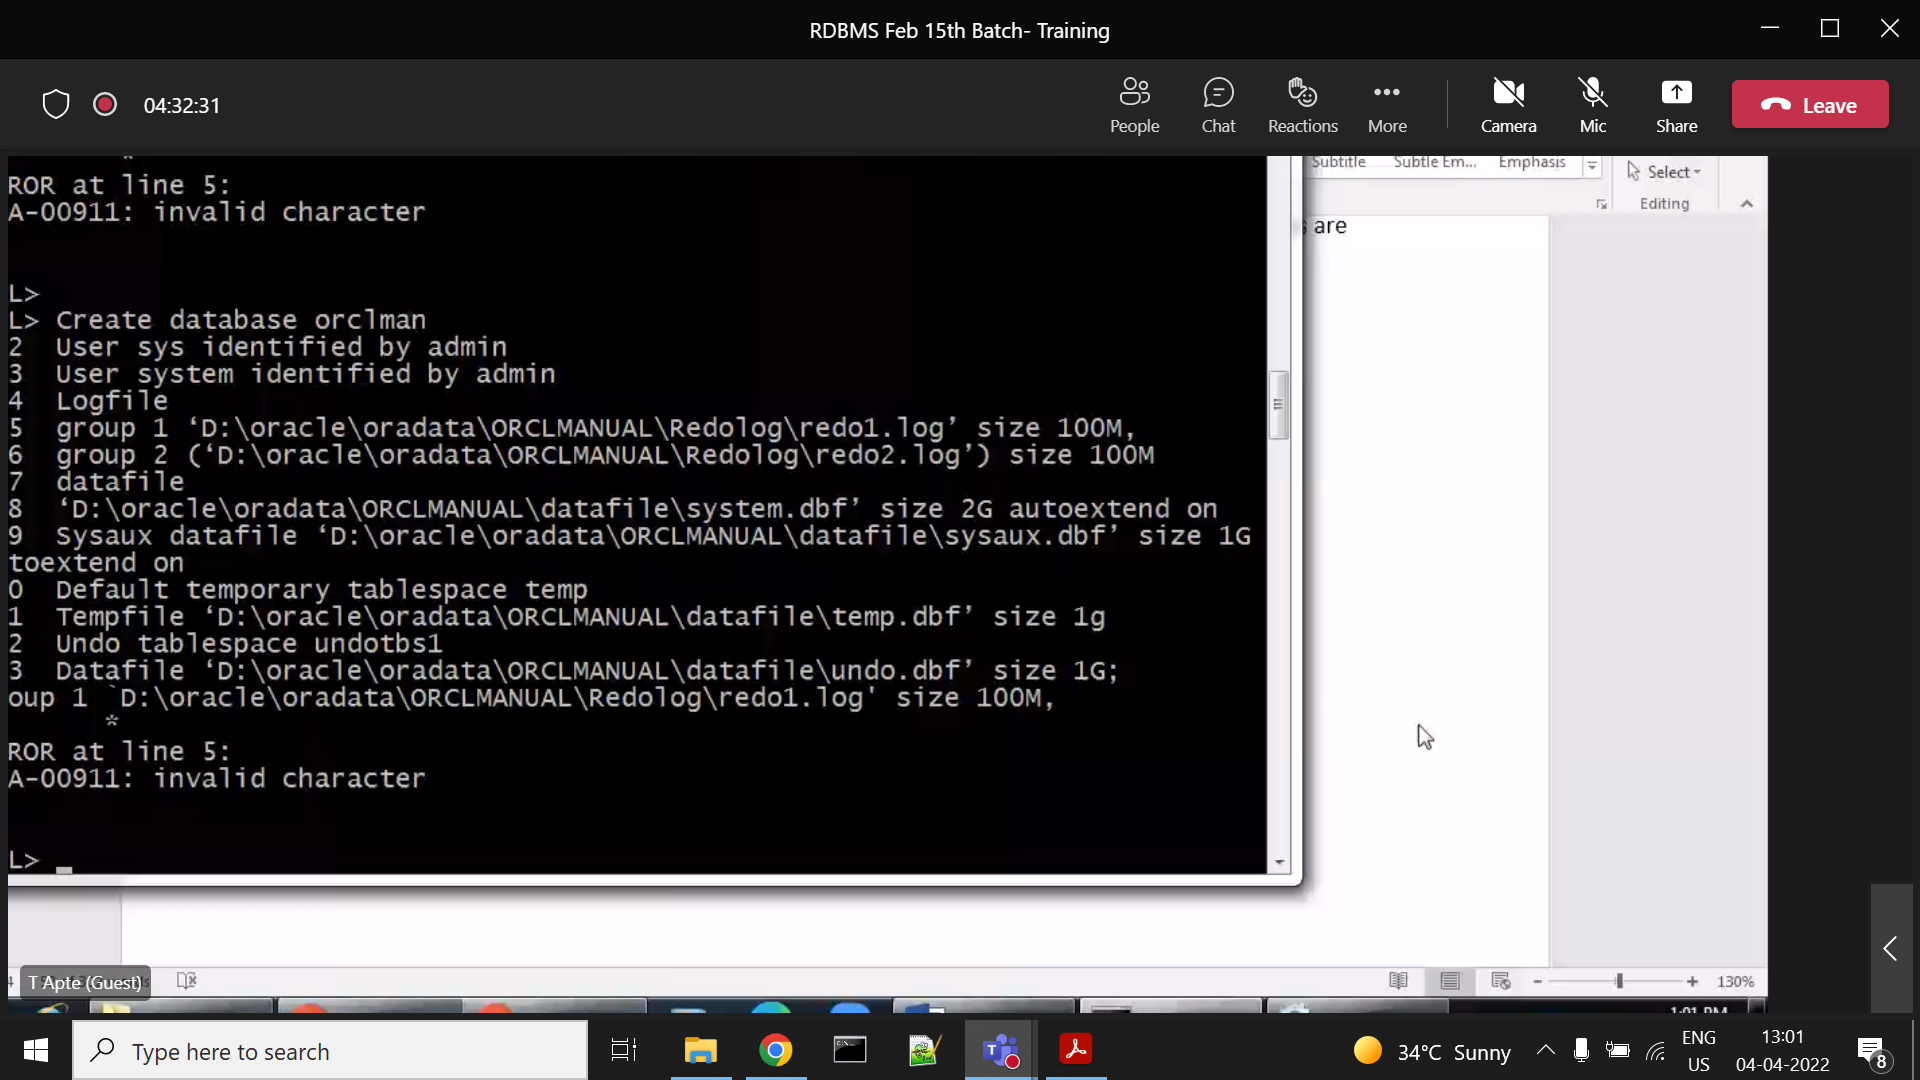 RDBMS Feb 15th Batch- Training
04:32:31
People
Chat
Reactions
More
Camera
Mic
Share
Leave
Subtitle
Subtle Em...
Emphasis
Select
Editing
s are
*
ROR at line 5:
A-00911: invalid character
L>
L> Create database orclman
2 User sys identified by admin
3 User system identified by admin
4 Logfile
5 group 1 ‘D:\oracle\oradata\ORCLMANUAL\Redolog\redo1.log’ size 100M,
6 group 2 (‘D:\oracle\oradata\ORCLMANUAL\Redolog\redo2.log’) size 100M
7 datafile
8 ‘D:\oracle\oradata\ORCLMANUAL\datafile\system.dbf’ size 2G autoextend on
9 Sysaux datafile ‘D:\oracle\oradata\ORCLMANUAL\datafile\sysaux.dbf’ size 1G
toextend on
0 Default temporary tablespace temp
1 Tempfile ‘D:\oracle\oradata\ORCLMANUAL\datafile\temp.dbf’ size 1g
2 Undo tablespace undotbs1
3 Datafile ‘D:\oracle\oradata\ORCLMANUAL\datafile\undo.dbf’ size 1G;
oup 1 `D:\oracle\oradata\ORCLMANUAL\Redolog\redo1.log' size 100M,
*
ROR at line 5:
A-00911: invalid character
L>
T Apte (Guest)
130%
1:01 PM
Type here to search
34°C Sunny
ENG
US
13:01
04-04-2022
8